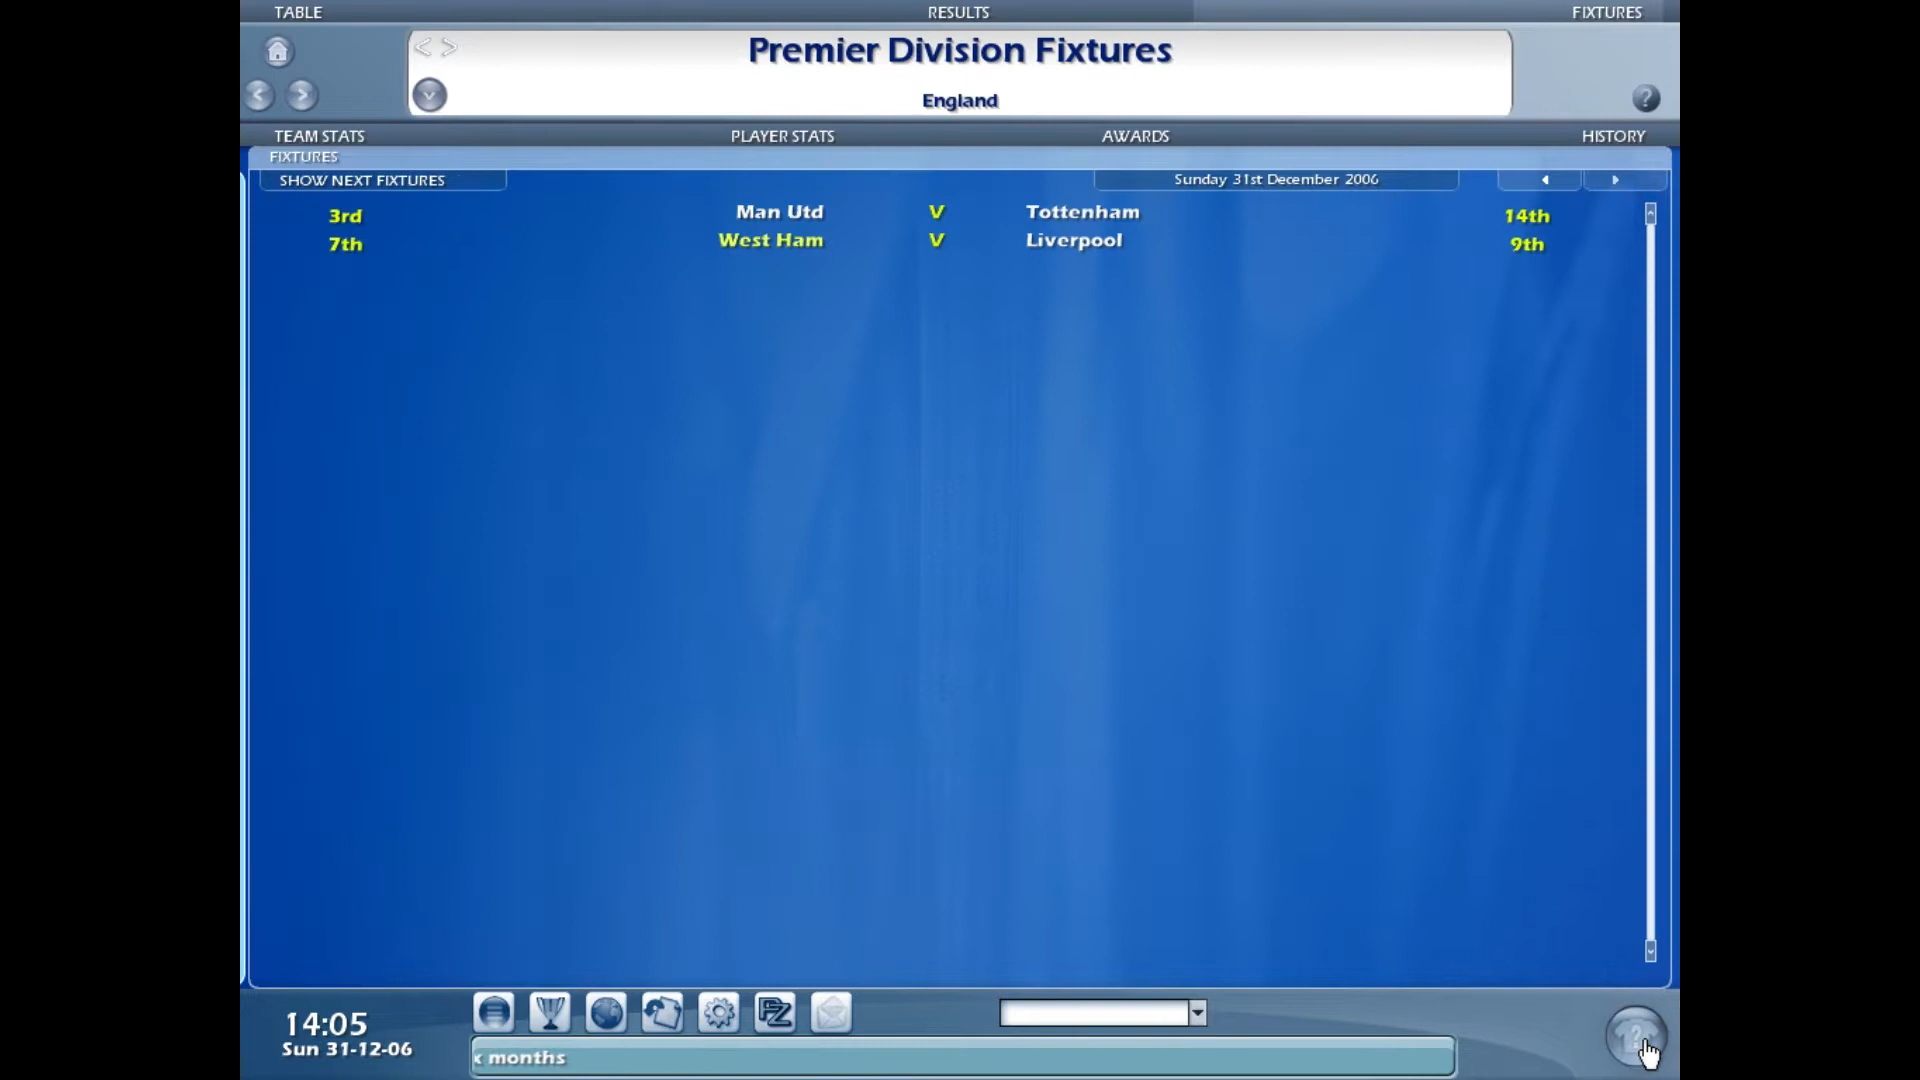 TABLE RESULTS FIXTURES
< > Premier Division Fixtures
England
?
TEAM STATS PLAYER STATS AWARDS HISTORY
FIXTURES
SHOW NEXT FIXTURES Sunday 31st December 2006
3rd Man Utd V Tottenham 14th
7th West Ham V Liverpool 9th
14:05
Sun 31-12-06
PZ
months